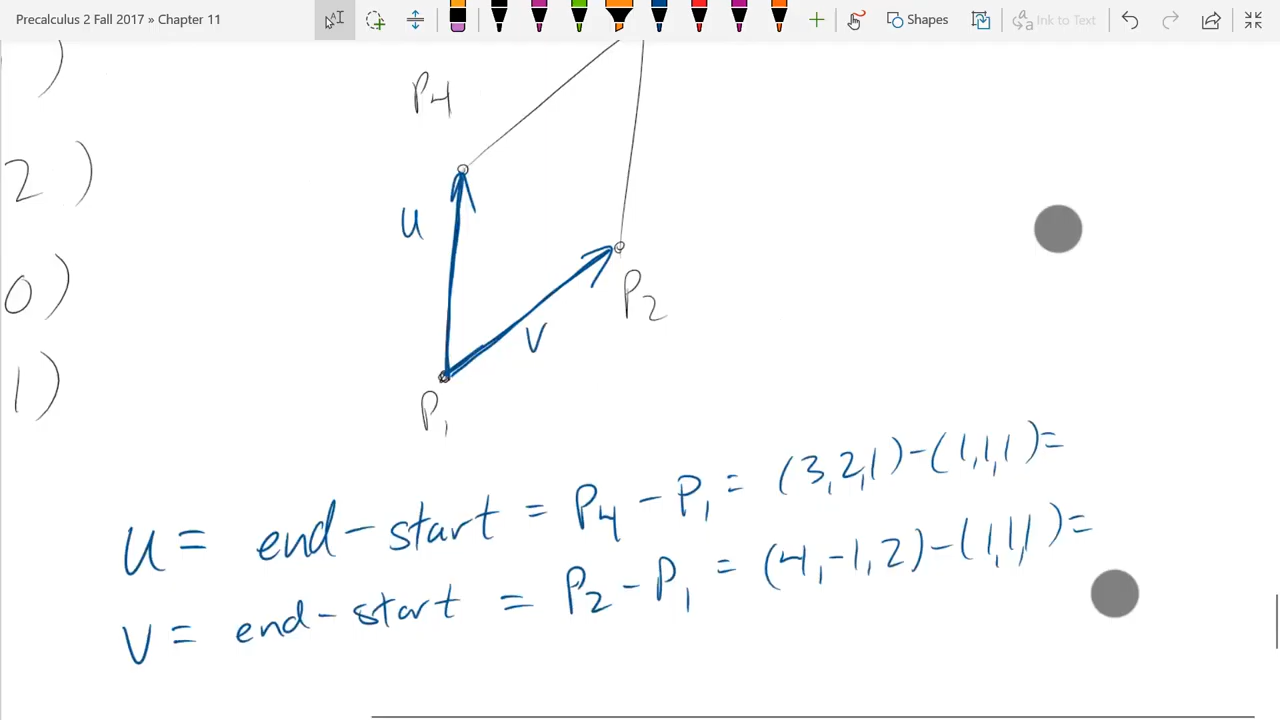 Precalculus 2 Fall 2017 » Chapter 11
Shapes
Ink to Text
)
P4
2 )
u
0)
P2
v
1)
P1
u = end - start = P4 - P1 = (3,2,1) - (1,1,1) =
v = end - start = P2 - P1 = (4,-1,2) - (1,1,1) =